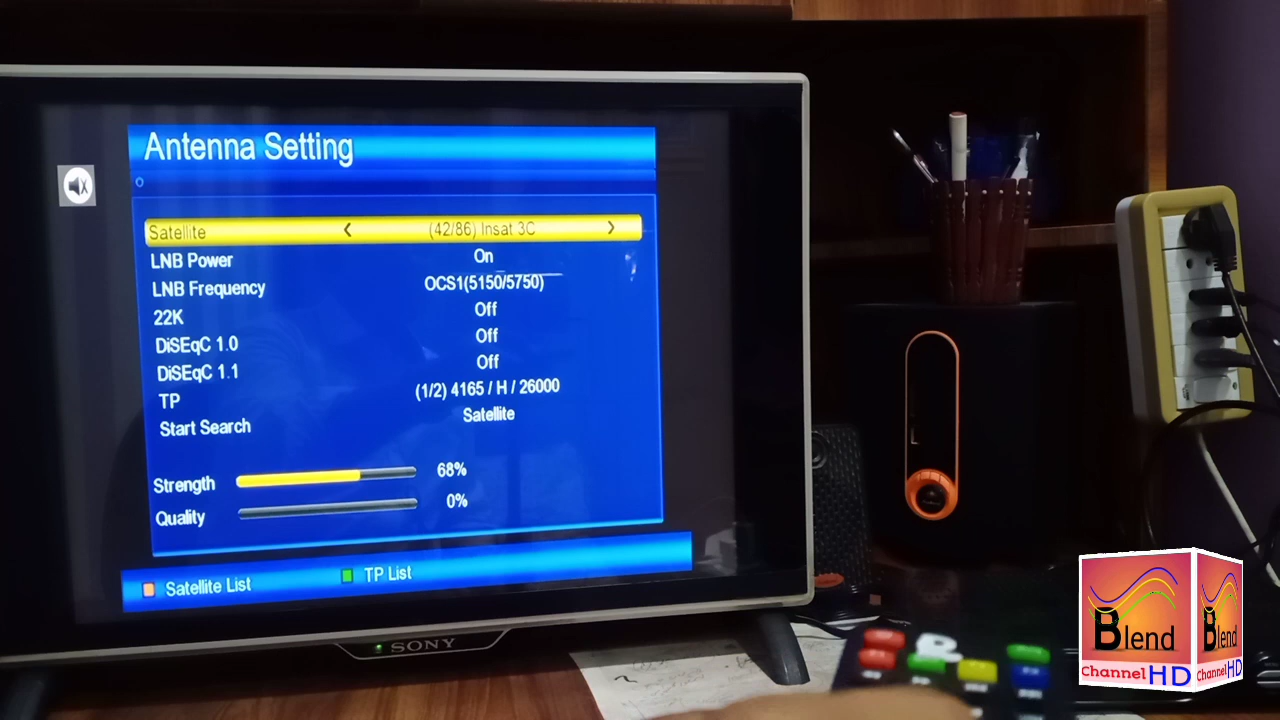 Antenna Setting
Satellite < (42/86) Insat 3C >
LNB Power On
LNB Frequency OCS1(5150/5750)
22K Off
DiSEqC 1.0 Off
DiSEqC 1.1 Off
TP (1/2) 4165 / H / 26000
Start Search Satellite
Strength 68%
Quality 0%
Satellite List TP List
SONY
Blend
Channel HD
Blend
Channel HD